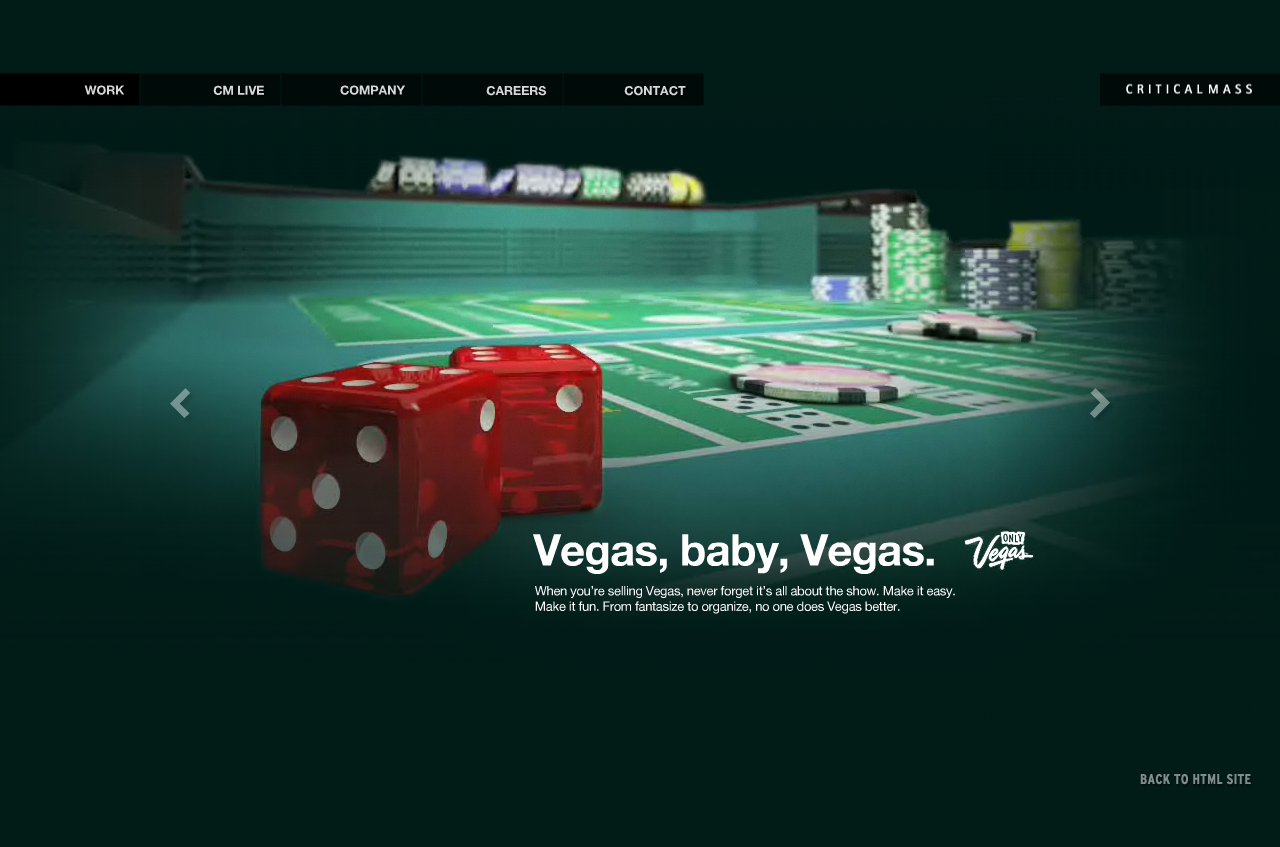 WORK
CM LIVE
COMPANY
CAREERS
CONTACT
CRITICALMASS
Vegas, baby, Vegas.
ONLY
Vegas
When you're selling Vegas, never forget it's all about the show. Make it easy.
Make it fun. From fantasize to organize, no one does Vegas better.
BACK TO HTML SITE